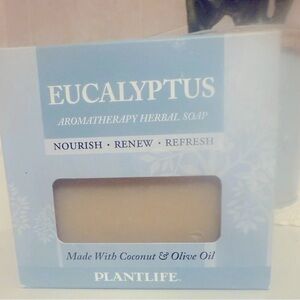 EUCALYPTUS
AROMATHERAPY HERBAL SOAP
NOURISH · RENEW · REFRESH
Made With Coconut & Olive Oil
PLANTLIFE